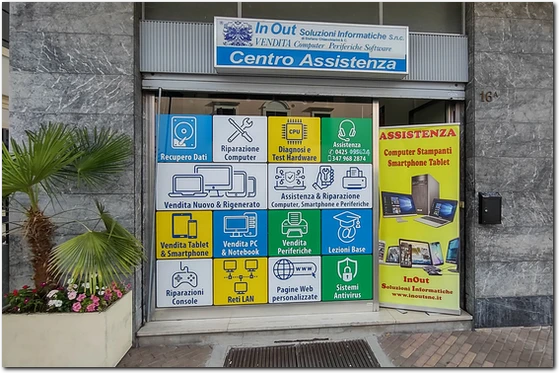 In Out Soluzioni Informatiche S.n.c.
VENDITA Computer Periferiche Software
Centro Assistenza
16A
Recupero Dati
Riparazione
Computer
CPU
Diagnosi e
Test Hardware
Assistenza
347 968 2874
Vendita Nuovo & Rigenerato
Assistenza & Riparazione
Computer, Smartphone e Periferiche
Vendita Tablet
& Smartphone
Vendita PC
& Notebook
Vendita
Periferiche
Lezioni Base
Riparazioni
Console
Reti LAN
www
Pagine Web
personalizzate
Sistemi
Antivirus
ASSISTENZA
Computer Stampanti
Smartphone Tablet
InOut
Soluzioni Informatiche
www.inoutsnc.it